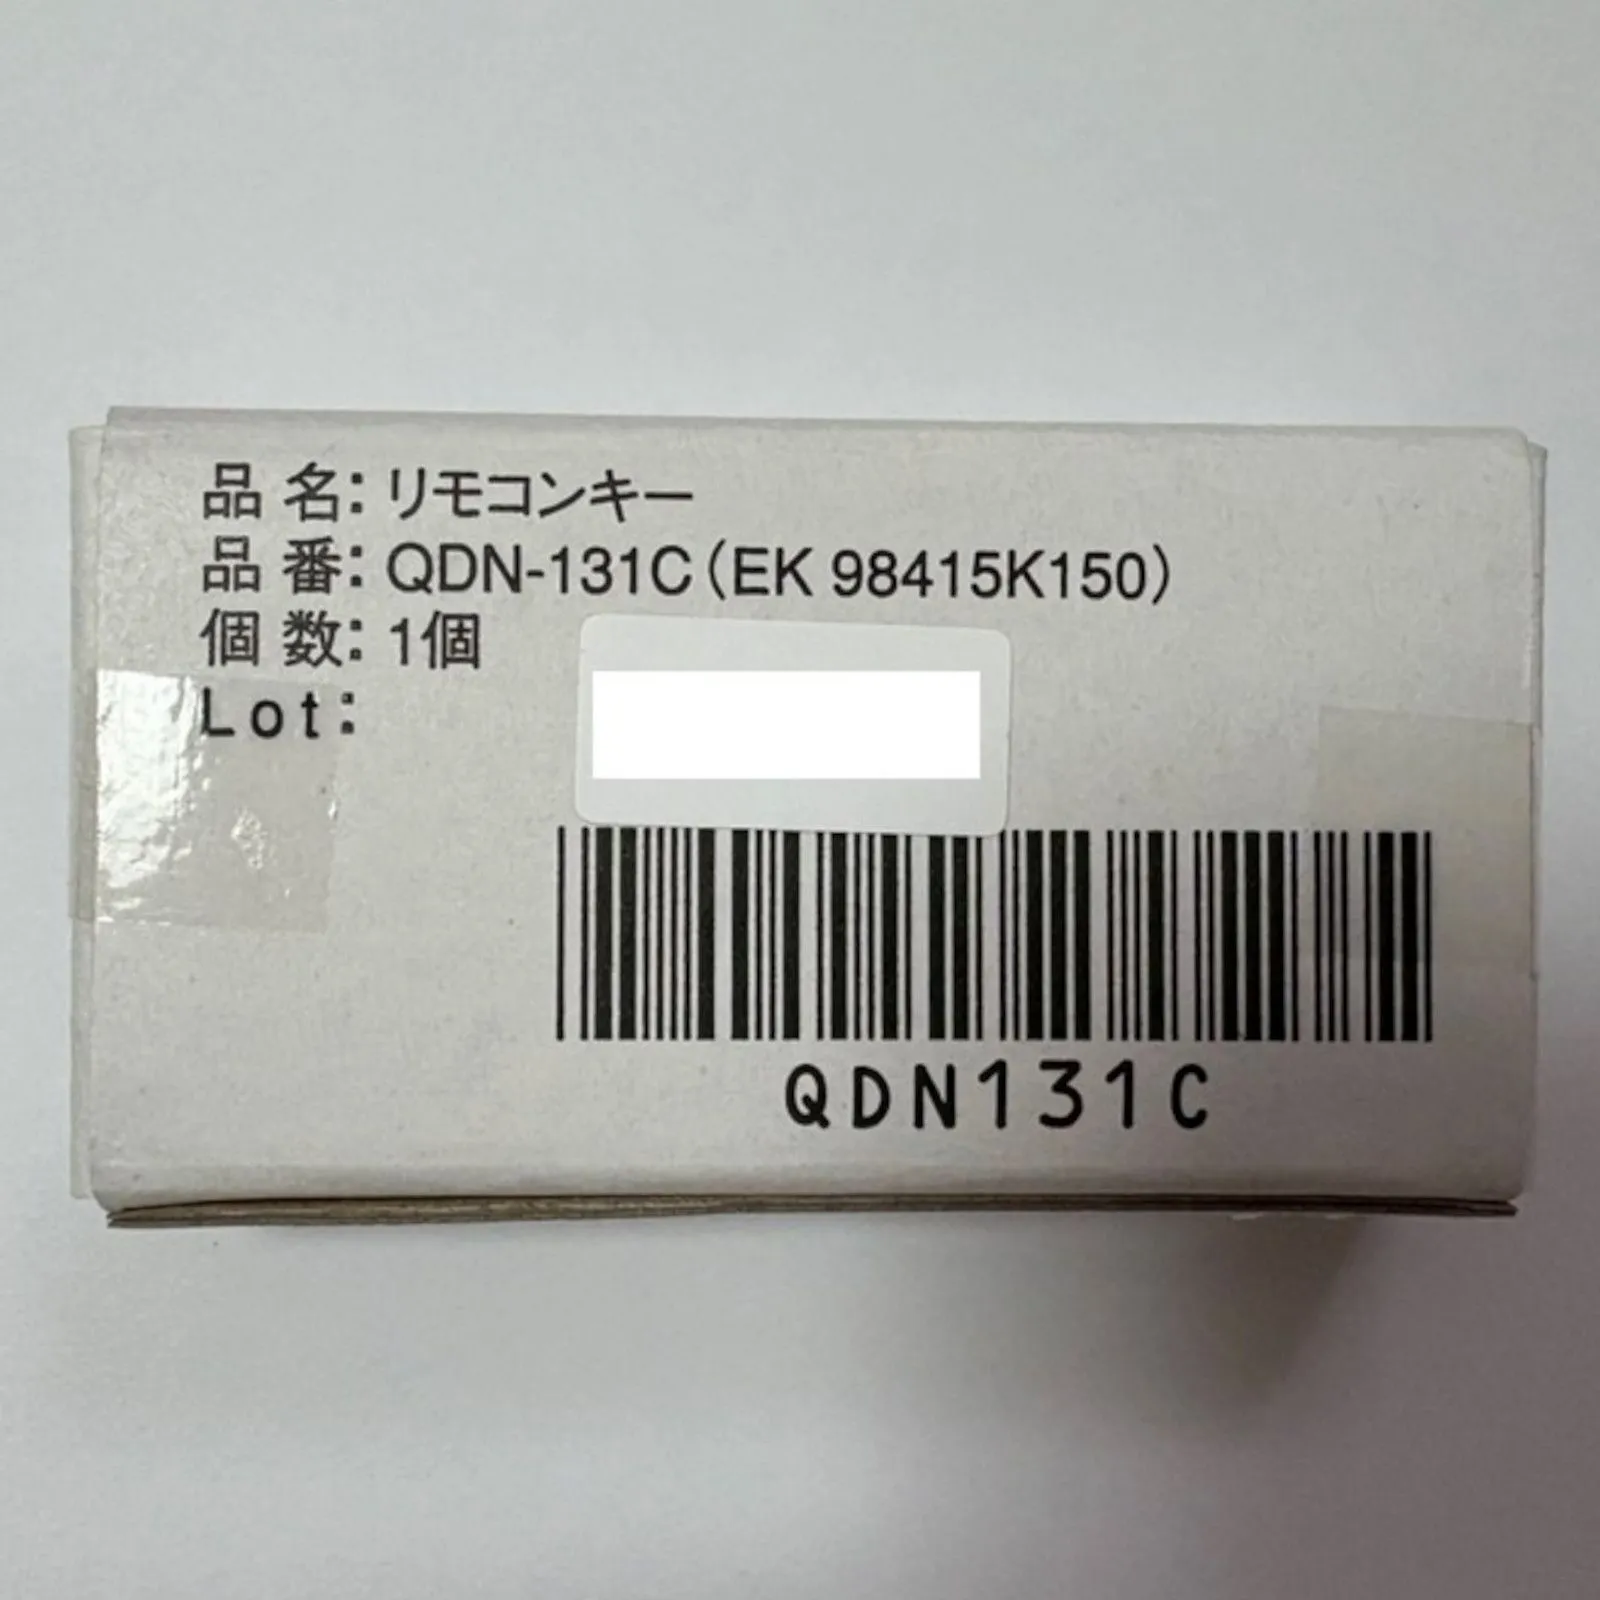 品 名：リモコンキー
品 番：QDN-131C（EK 98415K150）
個 数：1個
Lot：
QDN131C